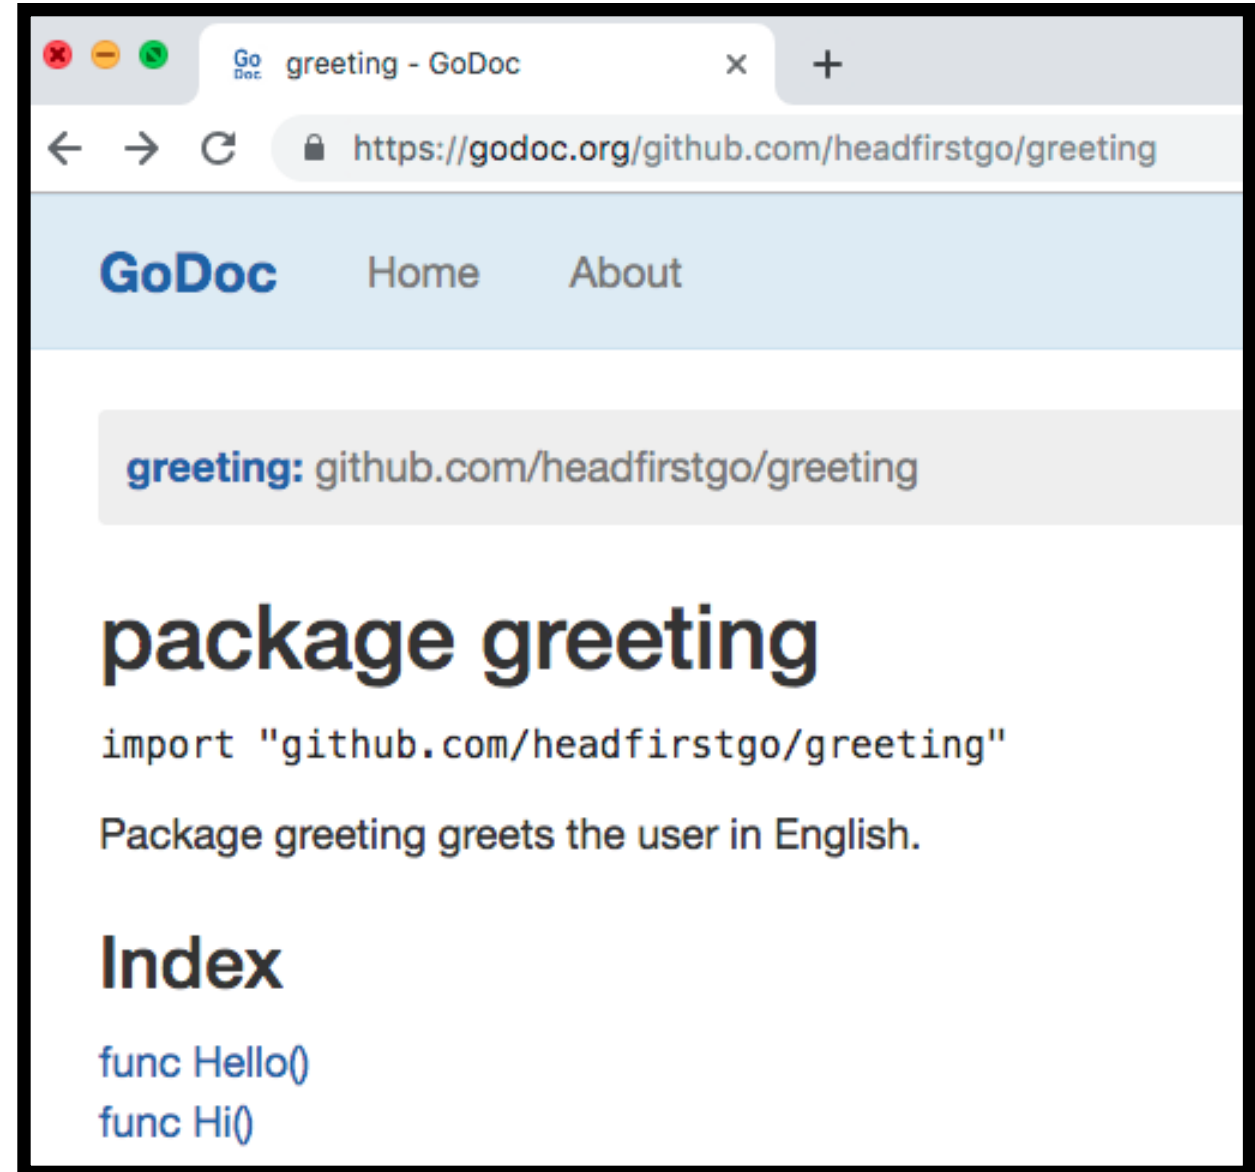 Go Doc greeting - GoDoc
https://godoc.org/github.com/headfirstgo/greeting
GoDoc Home About
greeting: github.com/headfirstgo/greeting
package greeting
import "github.com/headfirstgo/greeting"
Package greeting greets the user in English.
Index
func Hello()
func Hi()